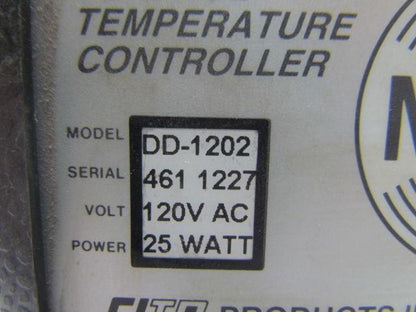 TEMPERATURE
CONTROLLER
MODEL DD-1202
SERIAL 461 1227
VOLT 120V AC
POWER 25 WATT
PRODUCTS